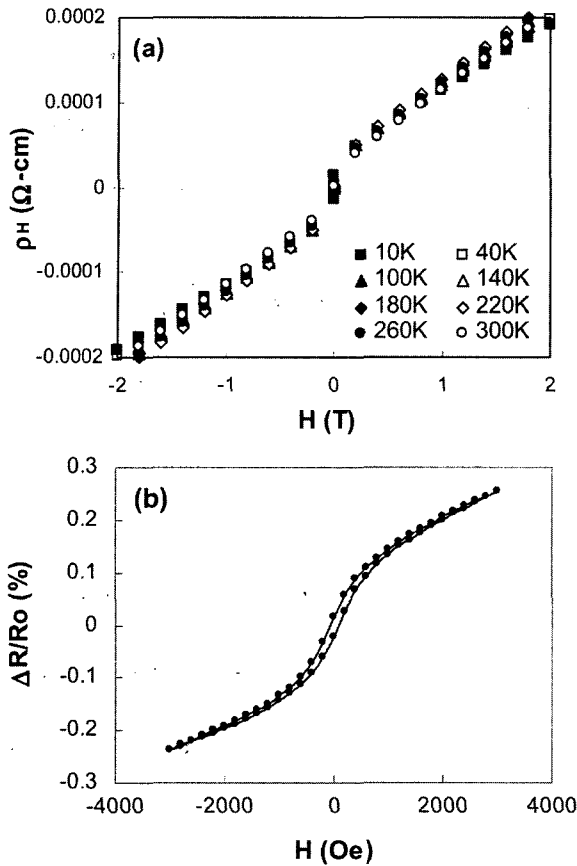 (a)
0.0002
0.0001
0
-0.0001
-0.0002
ρH (Ω-cm)
10K 40K
100K 140K
180K 220K
260K 300K
-2 -1 0 1 2
H (T)
(b)
0.3
0.2
0.1
0
-0.1
-0.2
-0.3
ΔR/Ro (%)
-4000 -2000 0 2000 4000
H (Oe)